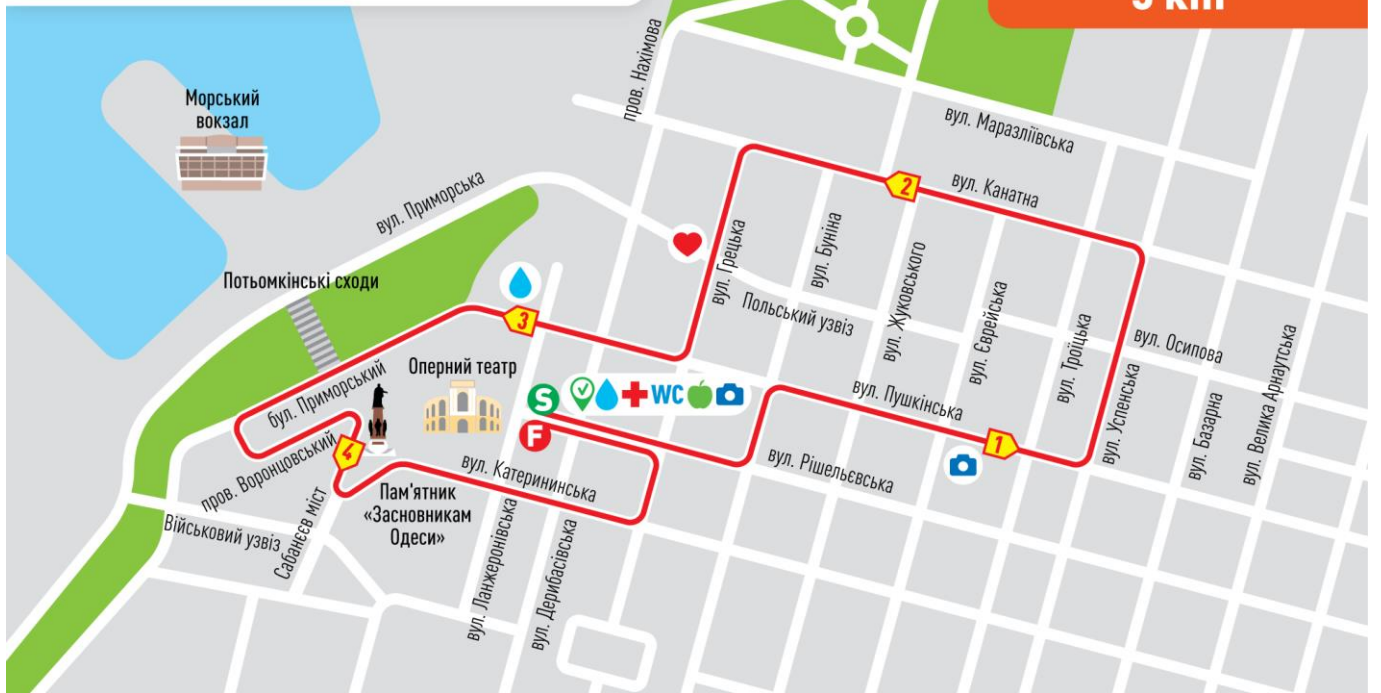 5 km
пров. Нахімова
Морський
вокзал
вул. Маразліївська
вул. Приморська
2
вул. Канатна
вул. Грецька
вул. Буніна
Потьомкінські сходи
вул. Жуковського
Польський узвіз
вул. Єврейська
вул. Троїцька
3
вул. Осипова
Оперний театр
бул. Приморський
S
WC
F
вул. Пушкінська
вул. Успенська
вул. Базарна
вул. Велика Арнаутська
1
4
пров. Воронцовський
вул. Катерининська
вул. Рішельєвська
Пам'ятник
«Засновникам
Одеси»
Військовий узвіз
Сабанєєв міст
вул. Ланжеронівська
вул. Дерибасівська